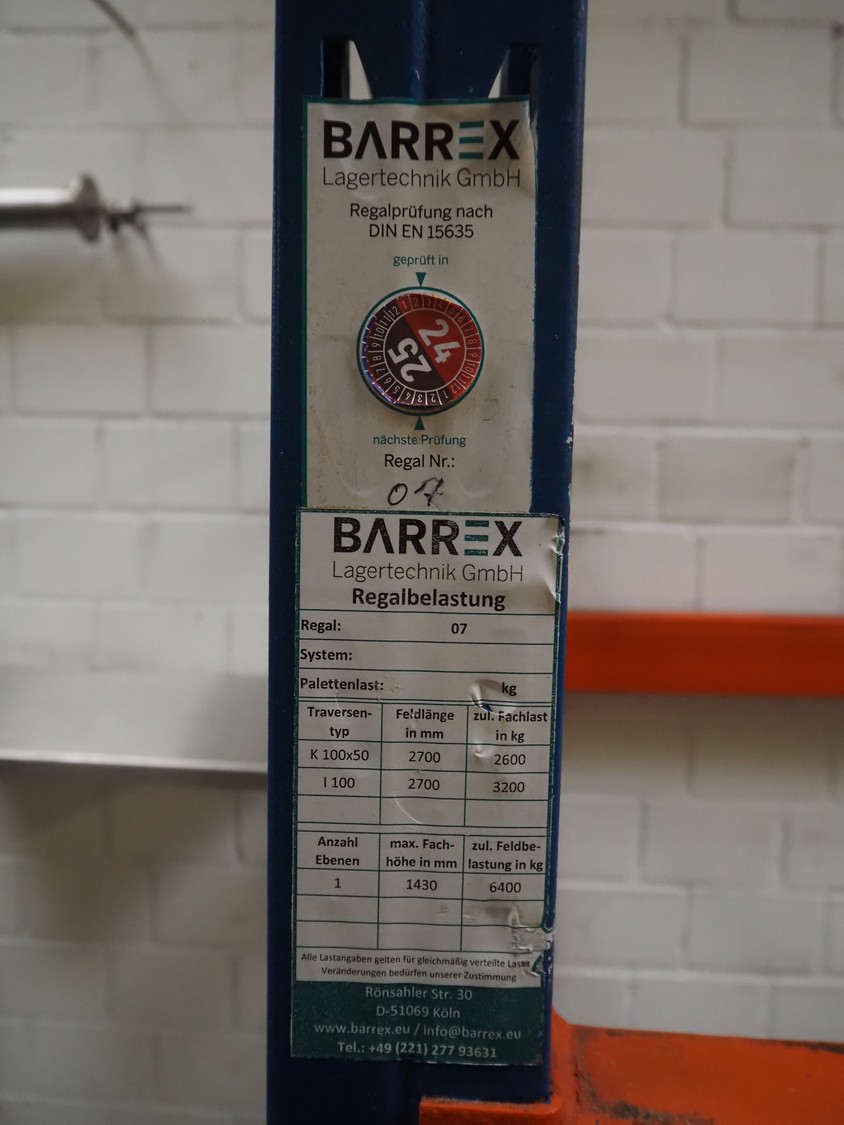 BARREX
Lagertechnik GmbH
Regalprüfung nach
DIN EN 15635
geprüft in
24
25
nächste Prüfung
Regal Nr.:
07
BARREX
Lagertechnik GmbH
Regalbelastung
Regal: 07
System:
Palettenlast: kg
Traversen- Feldlänge zul. Fachlast
typ in mm in kg
K 100x50 2700 2600
I 100 2700 3200
Anzahl max. Fach- zul. Feldbe-
Ebenen höhe in mm lastung in kg
1 1430 6400
Alle Lastangaben gelten für gleichmäßig verteilte
Veränderungen bedürfen unserer Zustimmung
Rönsahler Str. 30
D-51069 Köln
www.barrex.eu / info@barrex.eu
Tel.: +49 (221) 277 93631